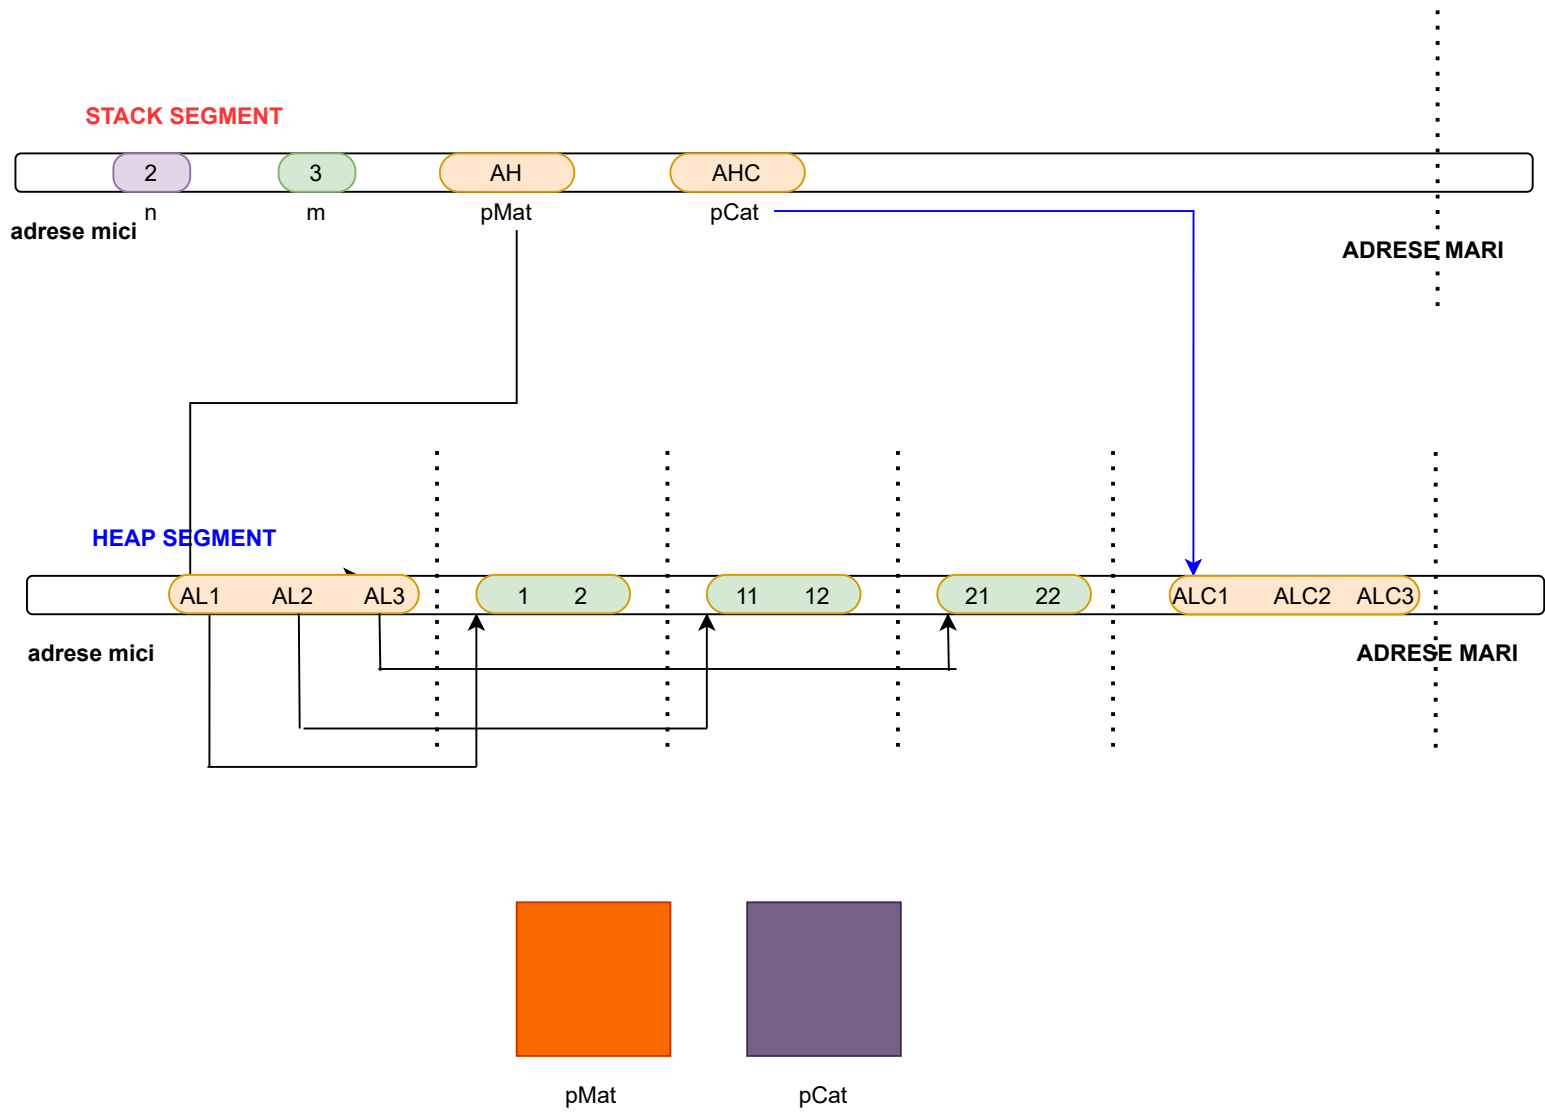 STACK SEGMENT
2 3 AH AHC
n m pMat pCat
adrese mici
ADRESE MARI
HEAP SEGMENT
AL1 AL2 AL3 1 2 11 12 21 22 ALC1 ALC2 ALC3
adrese mici ADRESE MARI
pMat pCat